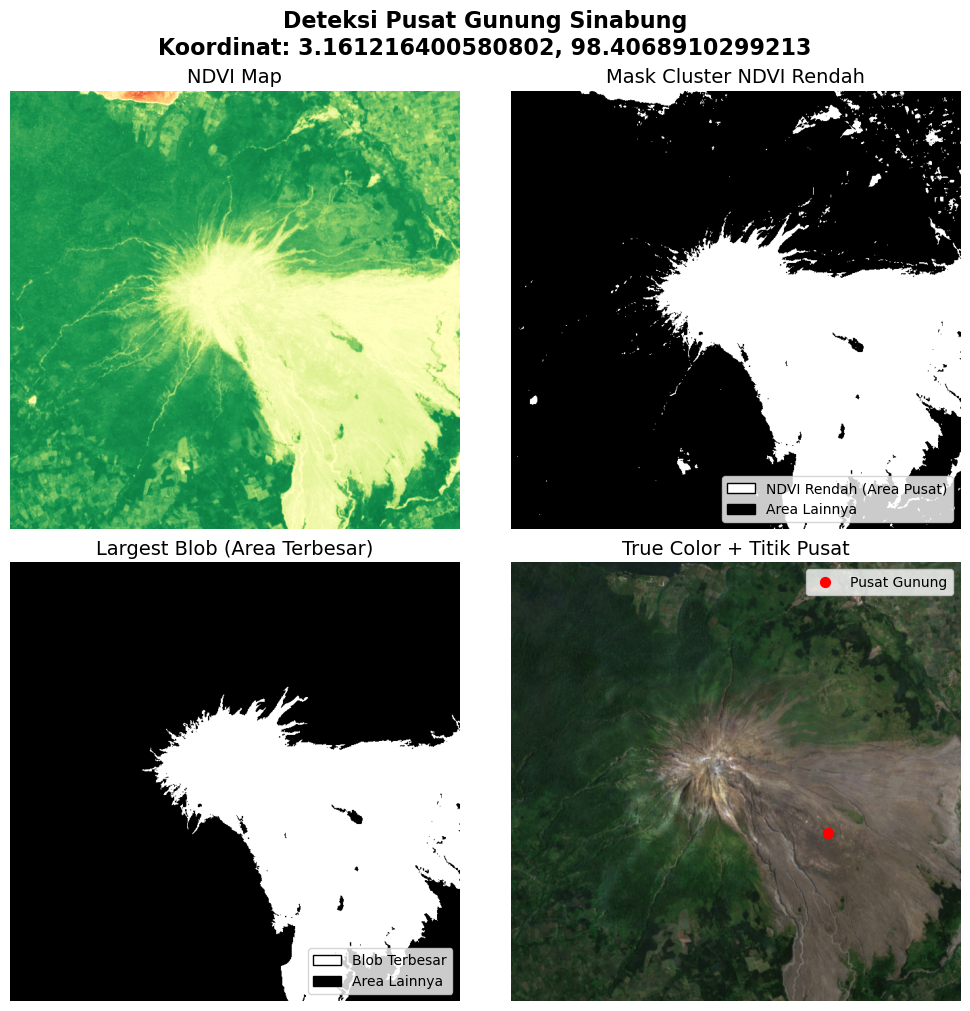 Deteksi Pusat Gunung Sinabung
Koordinat: 3.161216400580802, 98.4068910299213
NDVI Map
Mask Cluster NDVI Rendah
NDVI Rendah (Area Pusat)
Area Lainnya
Largest Blob (Area Terbesar)
True Color + Titik Pusat
Blob Terbesar
Area Lainnya
Pusat Gunung